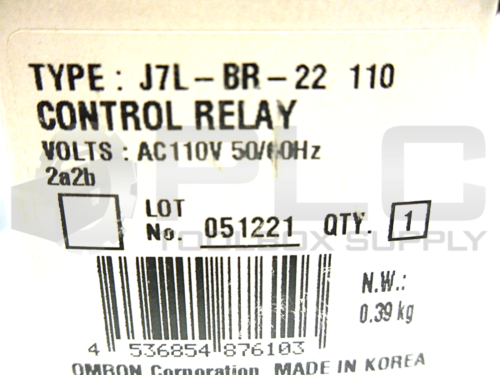 TYPE : J7L-BR-22 110
CONTROL RELAY
VOLTS : AC110V 50/60Hz
2a2b
LOT
No. 051221 QTY. 1
PLC
TOOLBOX SUPPLY
N.W.:
0.39 kg
4 536854 876103
OMRON Corporation MADE IN KOREA